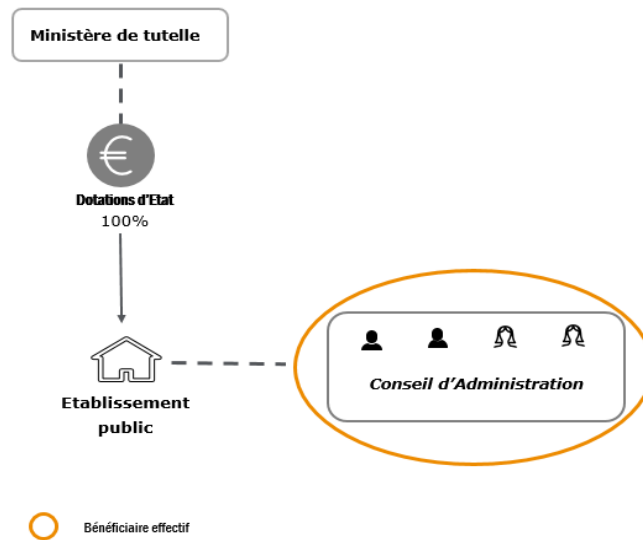 Ministère de tutelle
€
Dotations d'Etat
100%
Conseil d'Administration
Etablissement
public
Bénéficiaire effectif